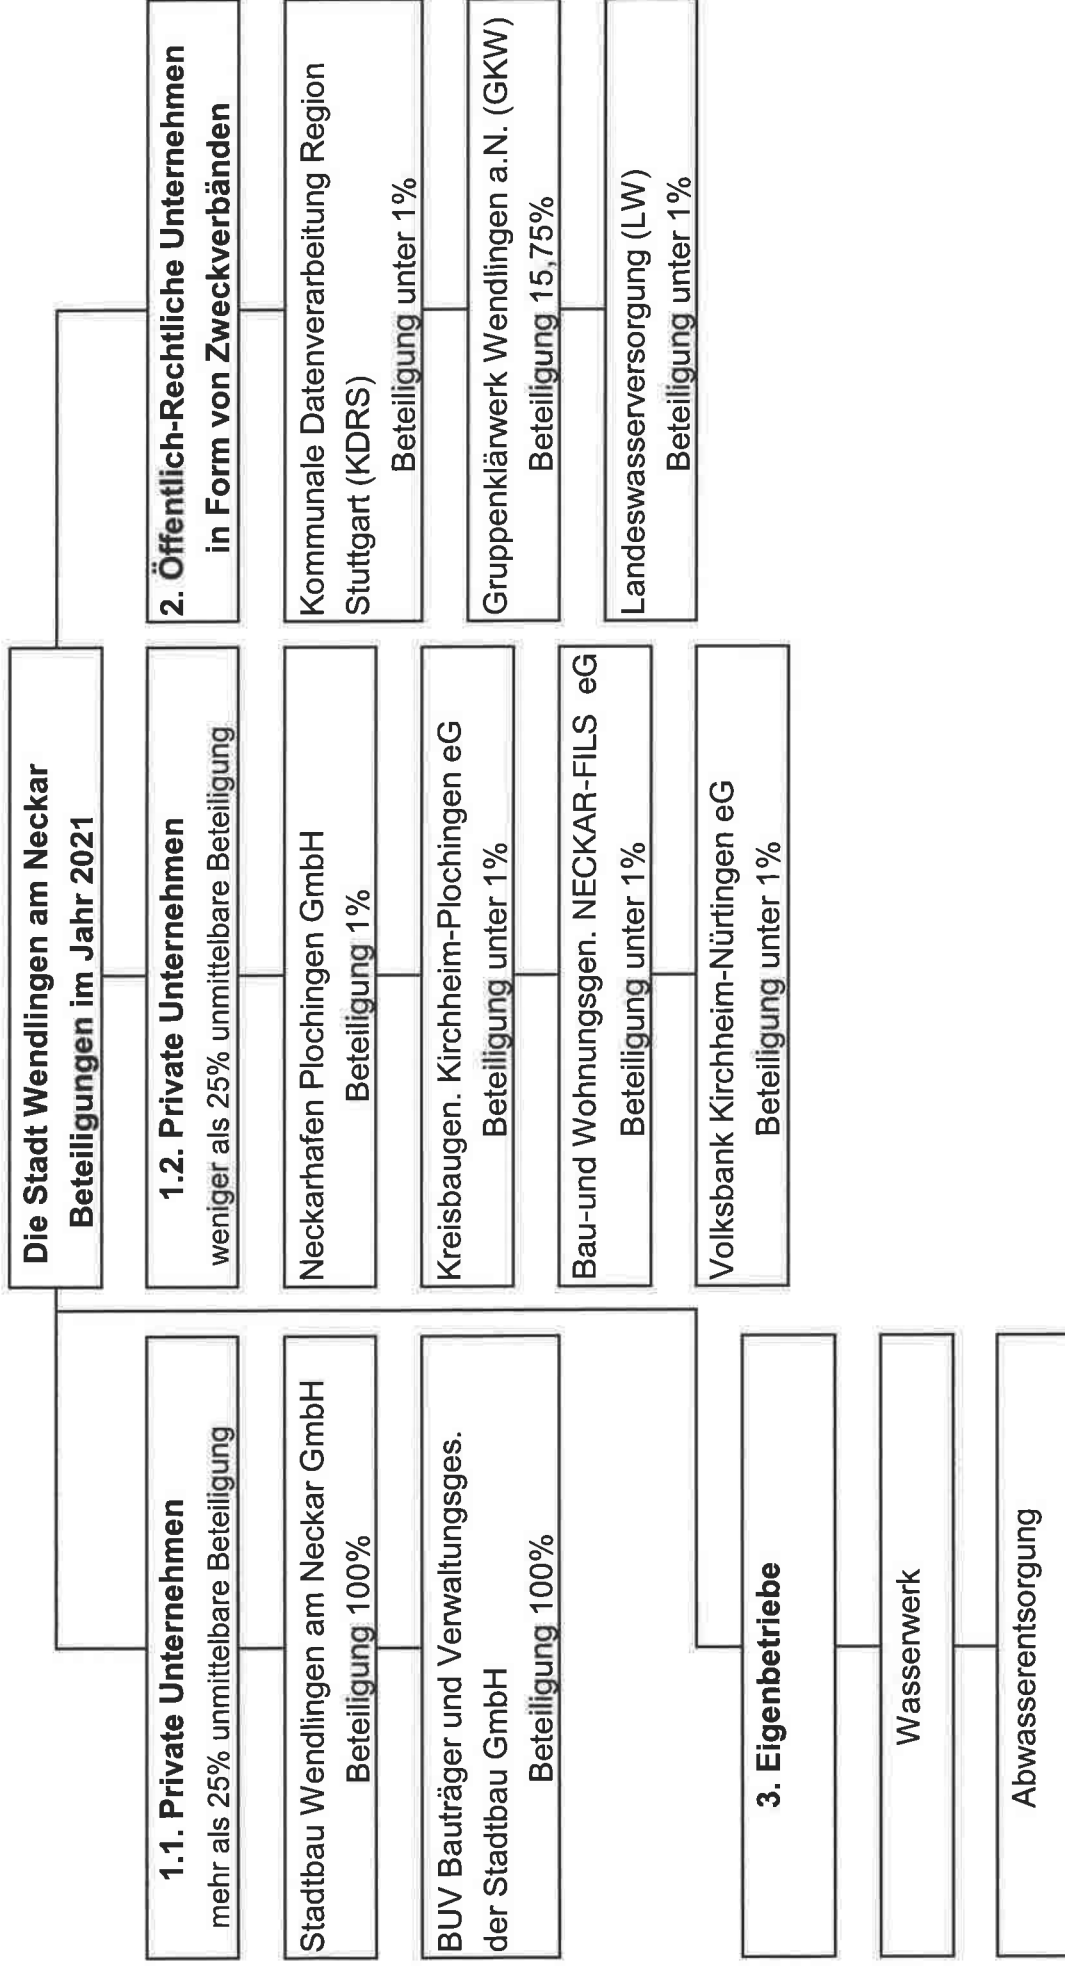 Die Stadt Wendlingen am Neckar
Beteiligungen im Jahr 2021
1.1. Private Unternehmen
mehr als 25% unmittelbare Beteiligung
Stadtbau Wendlingen am Neckar GmbH
Beteiligung 100%
BUV Bauträger und Verwaltungsges.
der Stadtbau GmbH
Beteiligung 100%
1.2. Private Unternehmen
weniger als 25% unmittelbare Beteiligung
Neckarhafen Plochingen GmbH
Beteiligung 1%
Kreisbaugen. Kirchheim-Plochingen eG
Beteiligung unter 1%
Bau-und Wohnungsgen. NECKAR-FILS eG
Beteiligung unter 1%
Volksbank Kirchheim-Nürtingen eG
Beteiligung unter 1%
2. Öffentlich-Rechtliche Unternehmen
in Form von Zweckverbänden
Kommunale Datenverarbeitung Region
Stuttgart (KDRS)
Beteiligung unter 1%
Gruppenklärwerk Wendlingen a.N. (GKW)
Beteiligung 15,75%
Landeswasserversorgung (LW)
Beteiligung unter 1%
3. Eigenbetriebe
Wasserwerk
Abwasserentsorgung